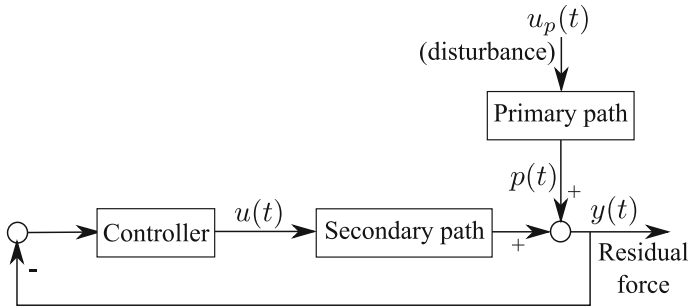 u_p(t)
(disturbance)
Primary path
p(t)
+
Controller
u(t)
Secondary path
+
y(t)
Residual
force
-